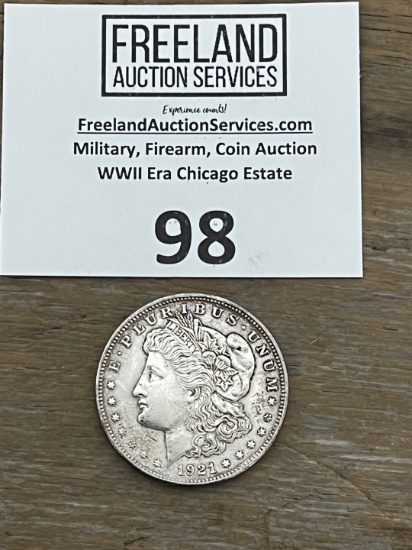 FREELAND
AUCTION SERVICES
Experience counts!
FreelandAuctionServices.com
Military, Firearm, Coin Auction
WWII Era Chicago Estate
98
E·PLURIBUS·UNUM
1921